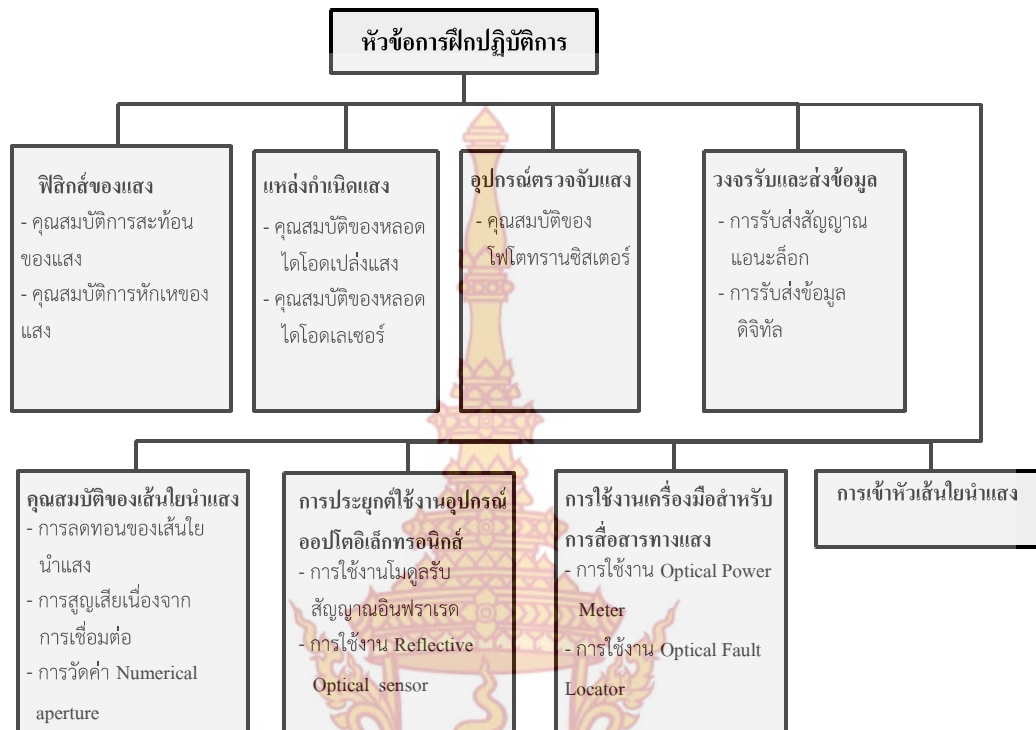 หัวข้อการฝึกปฏิบัติการ
ฟิสิกส์ของแสง
- คุณสมบัติการสะท้อน
ของแสง
- คุณสมบัติการหักเหของ
แสง
แหล่งกำเนิดแสง
- คุณสมบัติของหลอด
ไดโอดเปล่งแสง
- คุณสมบัติของหลอด
ไดโอดเลเซอร์
อุปกรณ์ตรวจจับแสง
- คุณสมบัติของ
โฟโตทรานซิสเตอร์
วงจรรับและส่งข้อมูล
- การรับส่งสัญญาณ
แอนะล็อก
- การรับส่งข้อมูล
ดิจิทัล
คุณสมบัติของเส้นใยนำแสง
- การลดทอนของเส้นใย
นำแสง
- การสูญเสียเนื่องจาก
การเชื่อมต่อ
- การวัดค่า Numerical
aperture
การประยุกต์ใช้งานอุปกรณ์
ออปโตอิเล็กทรอนิกส์
- การใช้งานโมดูลรับ
สัญญาณอินฟราเรด
- การใช้งาน Reflective
Optical sensor
การใช้งานเครื่องมือสำหรับ
การสื่อสารทางแสง
- การใช้งาน Optical Power
Meter
- การใช้งาน Optical Fault
Locator
การเข้าหัวเส้นใยนำแสง